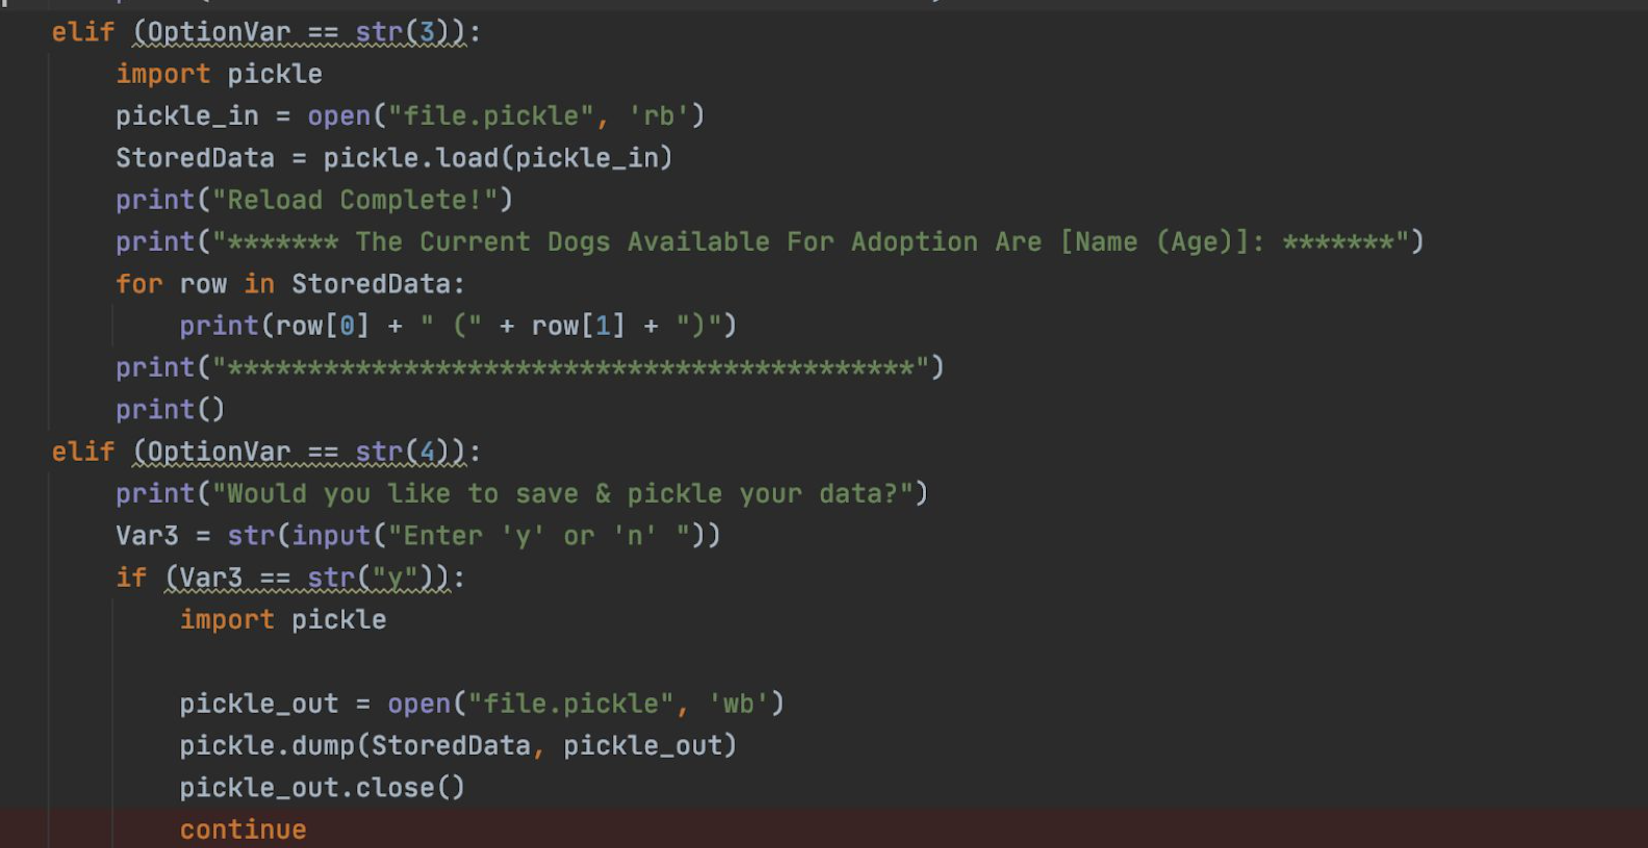 elif (OptionVar == str(3)):
import pickle
pickle_in = open("file.pickle", 'rb')
StoredData = pickle.load(pickle_in)
print("Reload Complete!")
print("******* The Current Dogs Available For Adoption Are [Name (Age)]: *******")
for row in StoredData:
print(row[0] + " (" + row[1] + ")")
print("*******************************************")
print()
elif (OptionVar == str(4)):
print("Would you like to save & pickle your data?")
Var3 = str(input("Enter 'y' or 'n' "))
if (Var3 == str("y")):
import pickle
pickle_out = open("file.pickle", 'wb')
pickle.dump(StoredData, pickle_out)
pickle_out.close()
continue